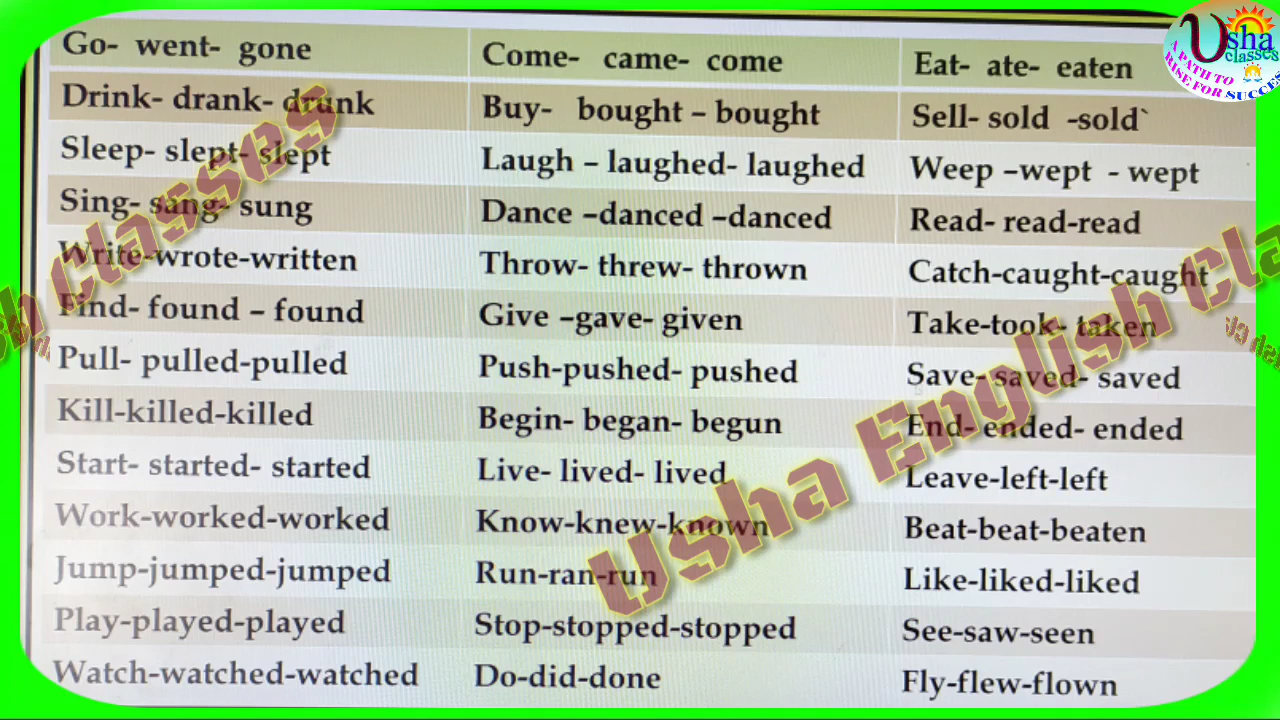 Go- went- gone
Come- came- come
Eat- ate- eaten
Drink- drank- drunk
Buy- bought – bought
Sell- sold -sold`
Sleep- slept- slept
Laugh – laughed- laughed
Weep –wept - wept
Sing- sang- sung
Dance –danced –danced
Read- read-read
Write-wrote-written
Throw- threw- thrown
Catch-caught-caught
Find- found – found
Give –gave- given
Take-took- taken
Pull- pulled-pulled
Push-pushed- pushed
Save- saved- saved
Kill-killed-killed
Begin- began- begun
End- ended- ended
Start- started- started
Live- lived- lived
Leave-left-left
Work-worked-worked
Know-knew-known
Beat-beat-beaten
Jump-jumped-jumped
Run-ran-run
Like-liked-liked
Play-played-played
Stop-stopped-stopped
See-saw-seen
Watch-watched-watched
Do-did-done
Fly-flew-flown
Usha
classes
A PATH TO
RISE FOR SUCCESS
Classes
Usha English Cla